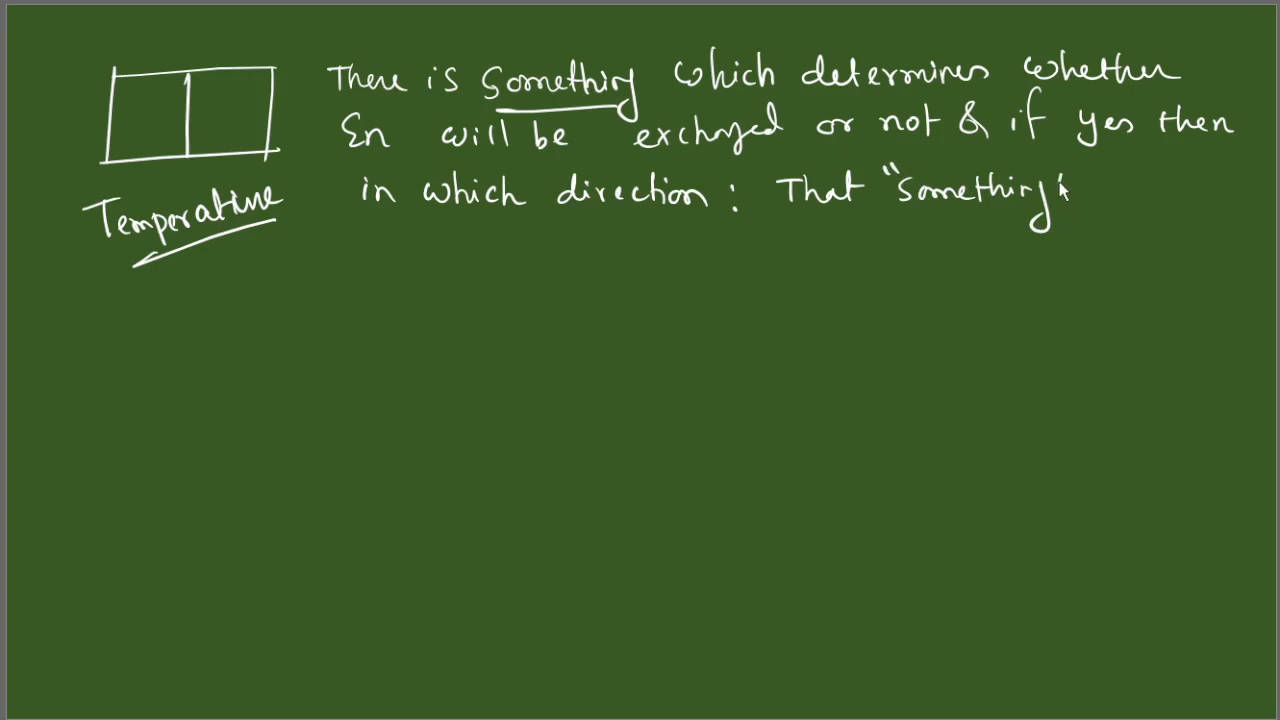 There is something which determines whether
En will be exchanged or not & if yes then
in which direction : That "something"
Temperature